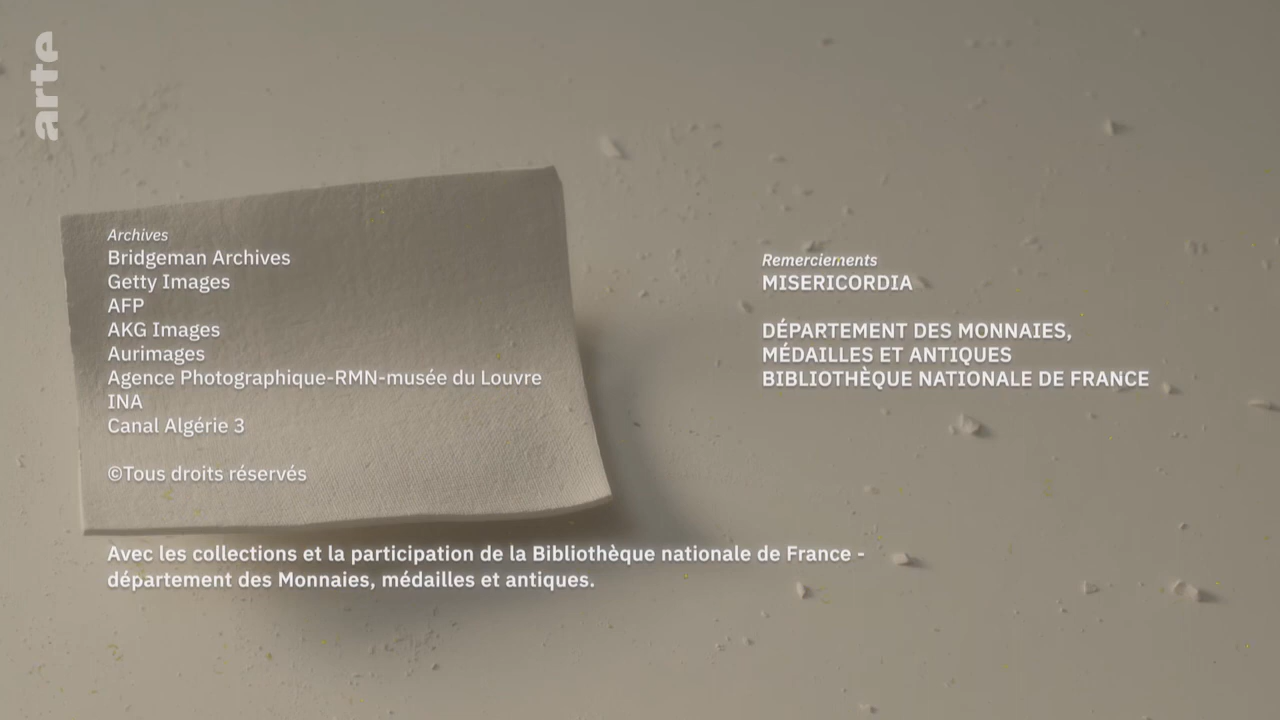 arte
Archives
Bridgeman Archives
Getty Images
AFP
AKG Images
Aurimages
Agence Photographique-RMN-musée du Louvre
INA
Canal Algérie 3
©Tous droits réservés
Avec les collections et la participation de la Bibliothèque nationale de France -
département des Monnaies, médailles et antiques.
Remerciements
MISERICORDIA
DÉPARTEMENT DES MONNAIES,
MÉDAILLES ET ANTIQUES
BIBLIOTHÈQUE NATIONALE DE FRANCE